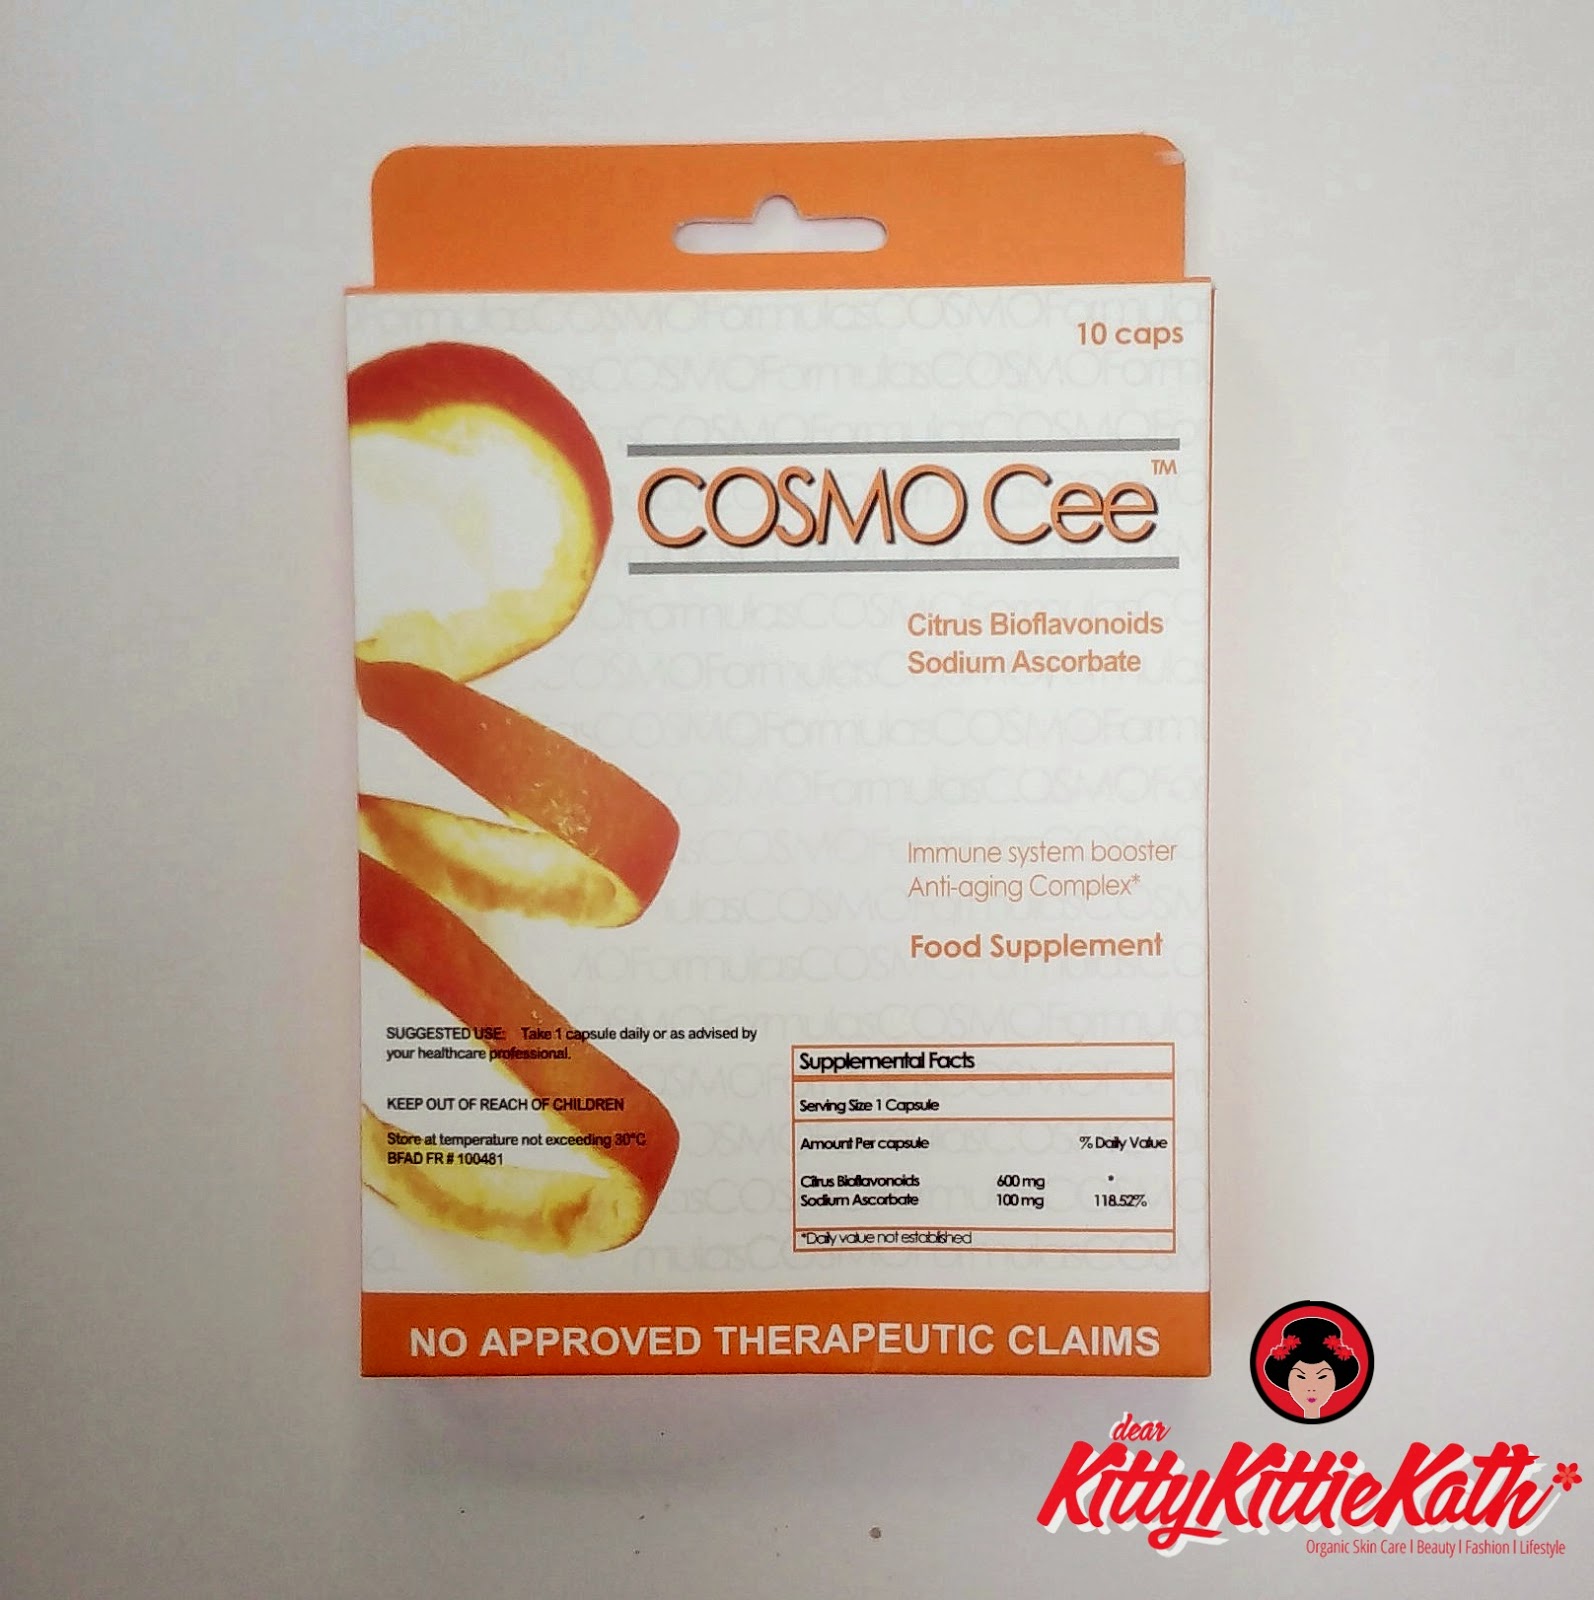 10 caps
COSMO Cee™
Citrus Bioflavonoids
Sodium Ascorbate
Immune system booster
Anti-aging Complex*
Food Supplement
SUGGESTED USE: Take 1 capsule daily or as advised by
your healthcare professional.
KEEP OUT OF REACH OF CHILDREN
Store at temperature not exceeding 30°C
BFAD FR # 100481
Supplemental Facts
Serving Size 1 Capsule
Amount Per capsule % Daily Value
Citrus Bioflavonoids 600 mg *
Sodium Ascorbate 100 mg 118.52%
*Daily value not established
NO APPROVED THERAPEUTIC CLAIMS
dear
KittyKittieKath*
Organic Skin Care | Beauty | Fashion | Lifestyle